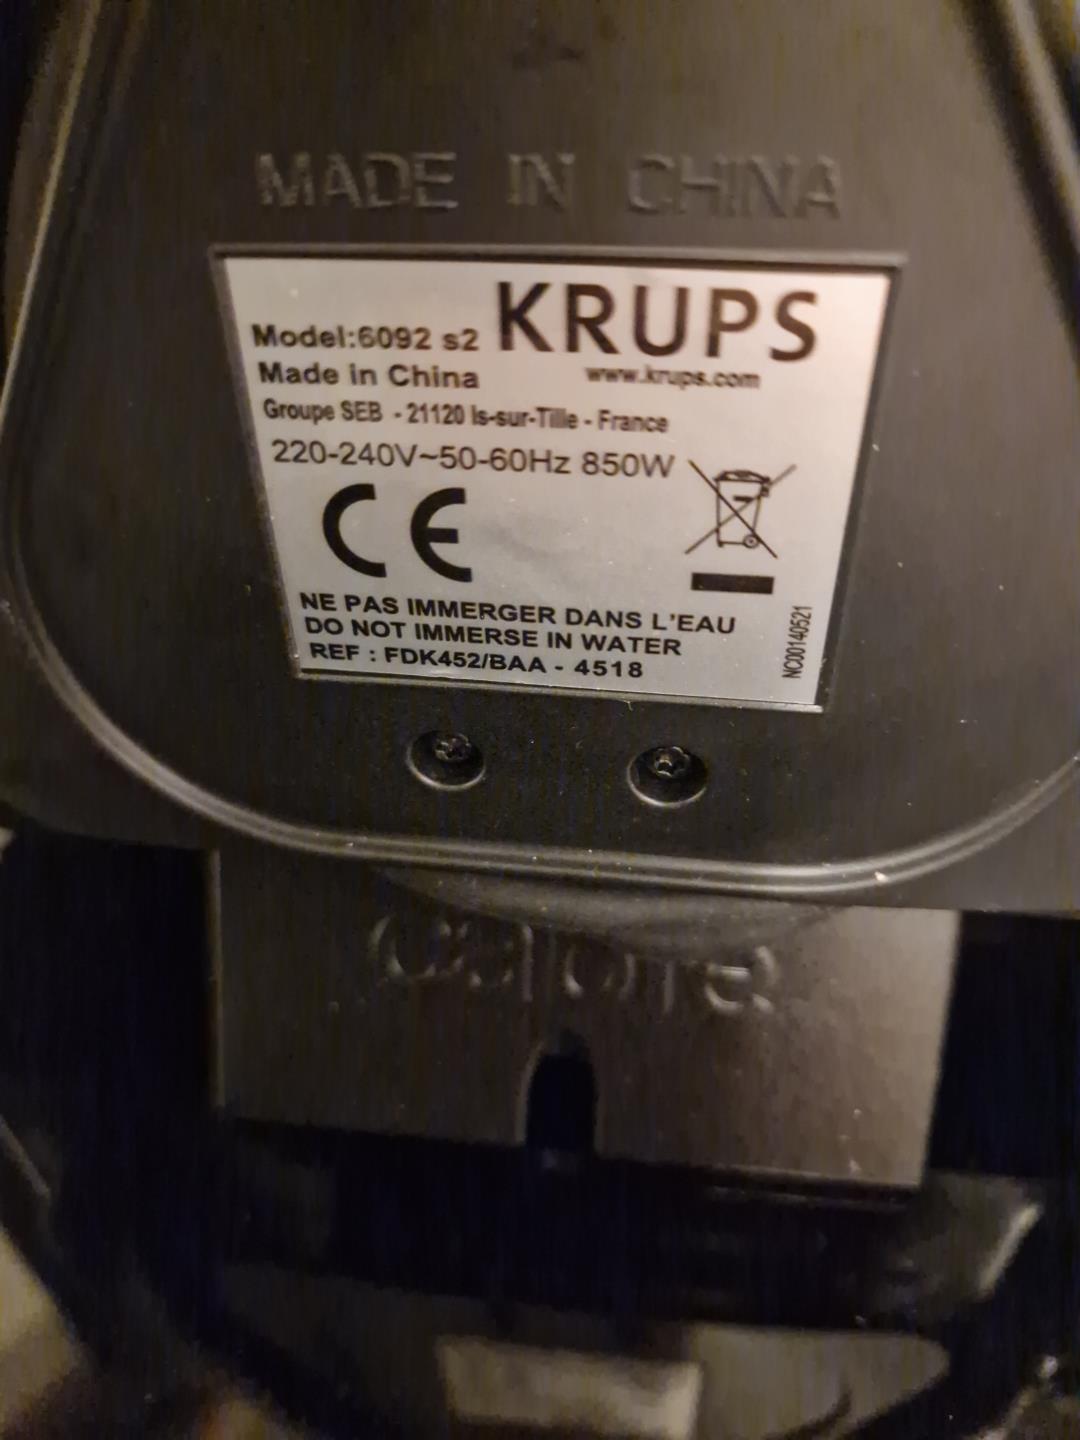 MADE IN CHINA
KRUPS
Model:6092 s2
www.krups.com
Made in China
Groupe SEB - 21120 Is-sur-Tille - France
220-240V~50-60Hz 850W
CE
NE PAS IMMERGER DANS L'EAU
DO NOT IMMERSE IN WATER
REF : FDK452/BAA - 4518
NC00140521